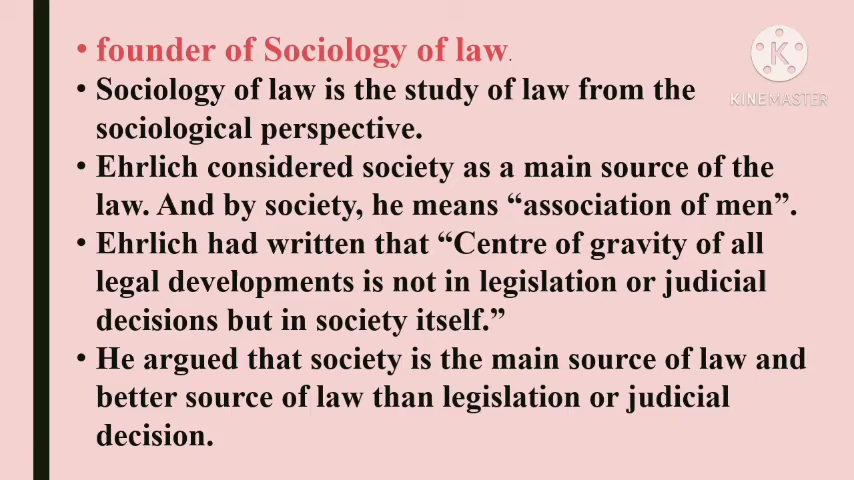 • founder of Sociology of law.
• Sociology of law is the study of law from the
sociological perspective.
• Ehrlich considered society as a main source of the
law. And by society, he means “association of men”.
• Ehrlich had written that “Centre of gravity of all
legal developments is not in legislation or judicial
decisions but in society itself.”
• He argued that society is the main source of law and
better source of law than legislation or judicial
decision.
K
KINEMASTER